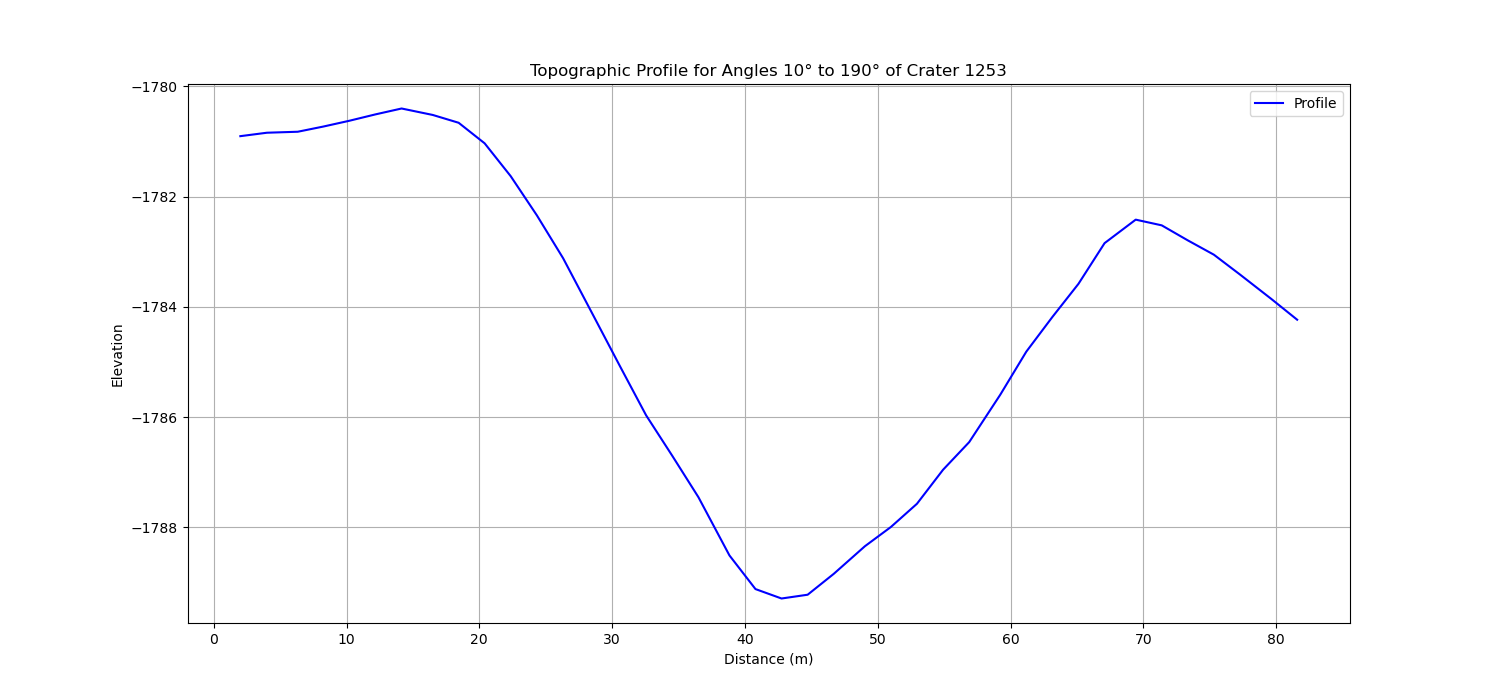 Topographic Profile for Angles 10° to 190° of Crater 1253
Profile
−1780
−1782
−1784
−1786
−1788
Elevation
0 10 20 30 40 50 60 70 80
Distance (m)